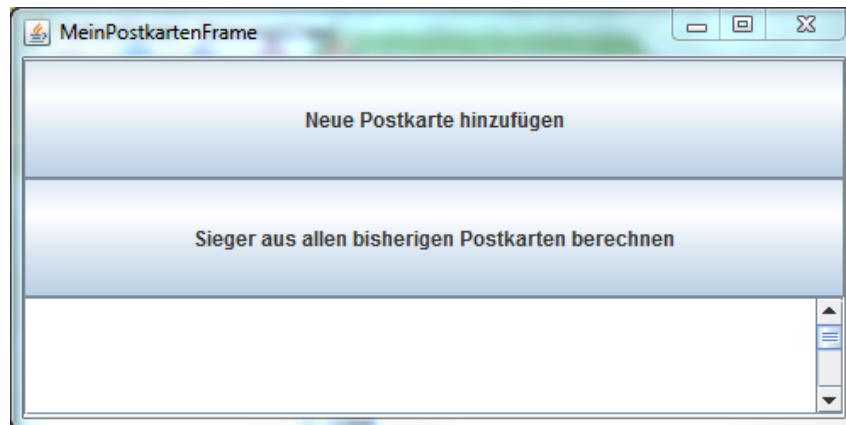 MeinPostkartenFrame
Neue Postkarte hinzufügen
Sieger aus allen bisherigen Postkarten berechnen